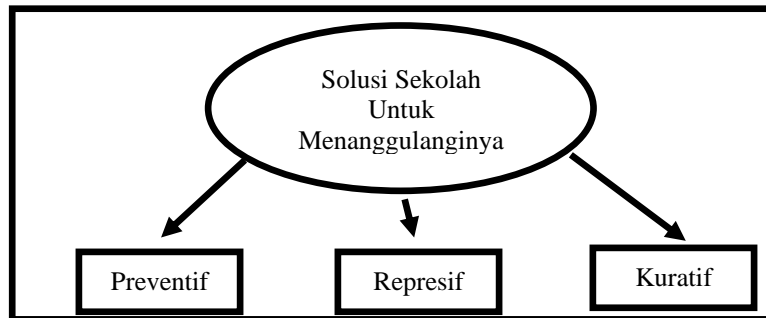 Solusi Sekolah
Untuk
Menanggulanginya
Preventif
Represif
Kuratif